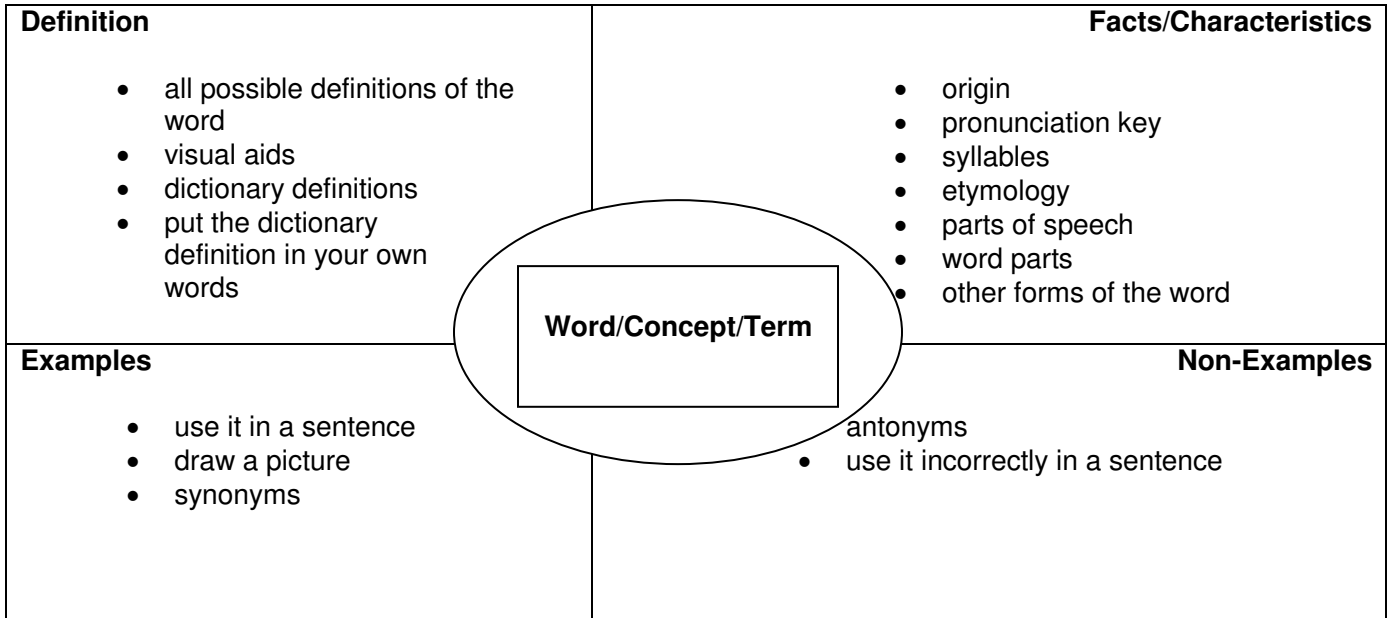 Definition
• all possible definitions of the
word
• visual aids
• dictionary definitions
• put the dictionary
definition in your own
words
Facts/Characteristics
• origin
• pronunciation key
• syllables
• etymology
• parts of speech
• word parts
• other forms of the word
Word/Concept/Term
Examples
• use it in a sentence
• draw a picture
• synonyms
Non-Examples
antonyms
• use it incorrectly in a sentence